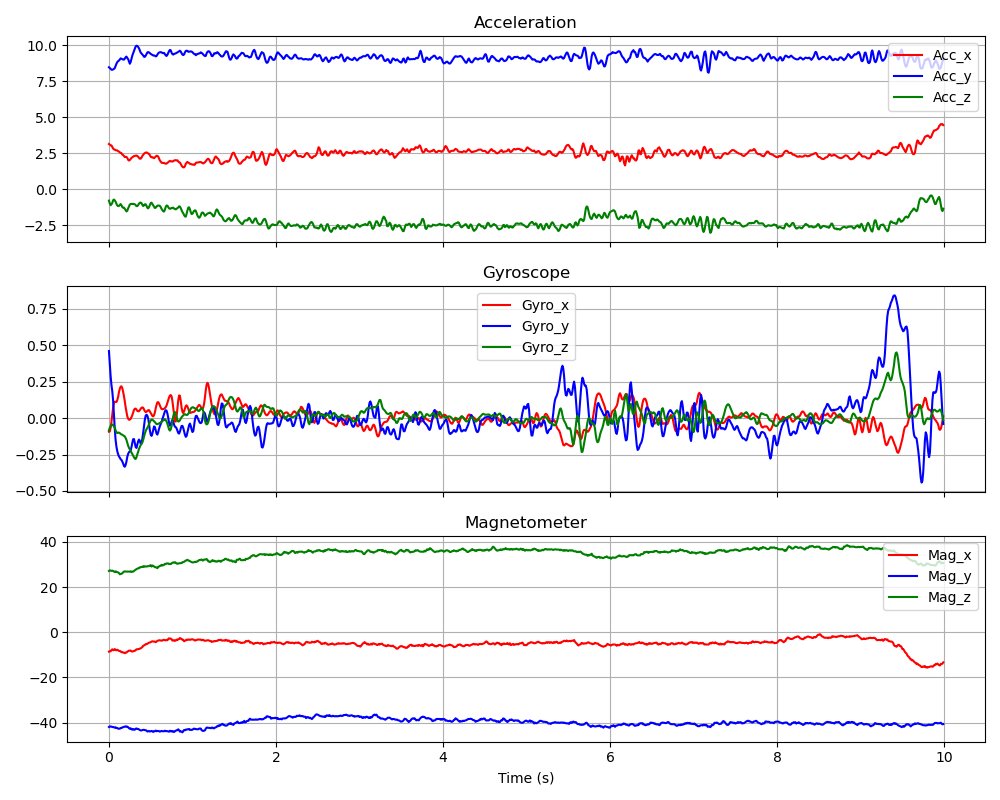 Acceleration
10.0
7.5
5.0
2.5
0.0
−2.5
Acc_x
Acc_y
Acc_z
Gyroscope
0.75
0.50
0.25
0.00
−0.25
−0.50
Gyro_x
Gyro_y
Gyro_z
Magnetometer
40
20
0
−20
−40
Mag_x
Mag_y
Mag_z
0 2 4 6 8 10
Time (s)